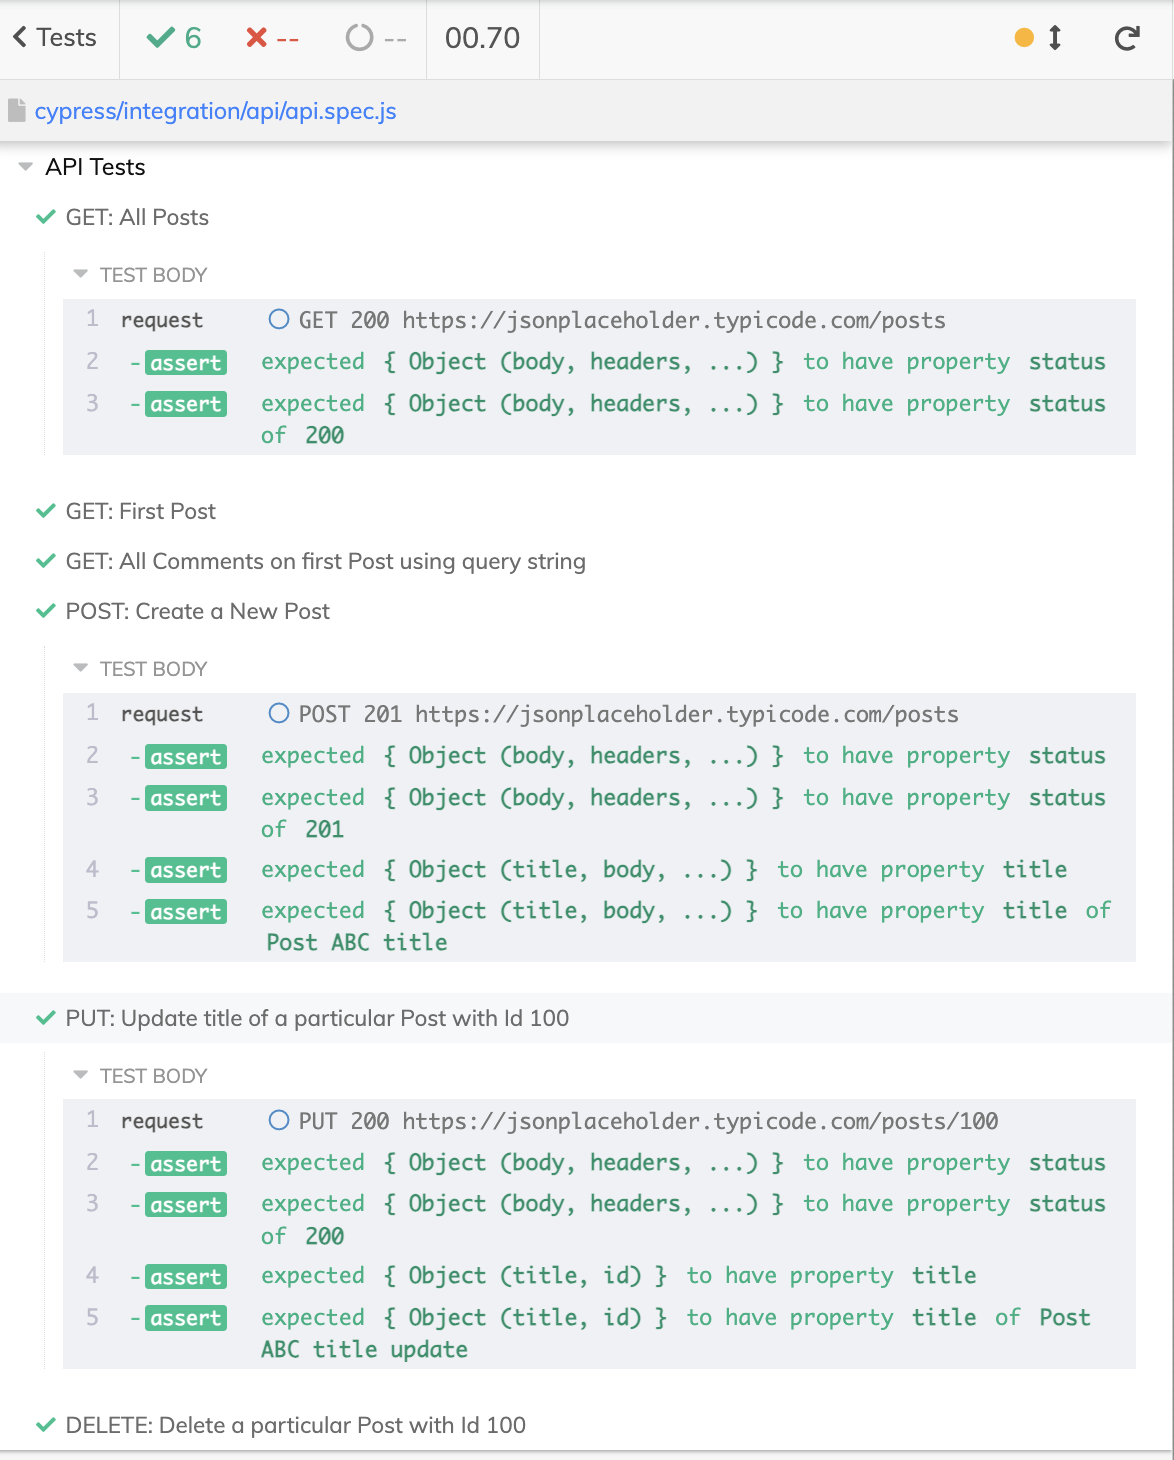 Tests 6 -- -- 00.70
cypress/integration/api/api.spec.js
API Tests
GET: All Posts
TEST BODY
1 request GET 200 https://jsonplaceholder.typicode.com/posts
2 -assert expected { Object (body, headers, ...) } to have property status
3 -assert expected { Object (body, headers, ...) } to have property status
of 200
GET: First Post
GET: All Comments on first Post using query string
POST: Create a New Post
TEST BODY
1 request POST 201 https://jsonplaceholder.typicode.com/posts
2 -assert expected { Object (body, headers, ...) } to have property status
3 -assert expected { Object (body, headers, ...) } to have property status
of 201
4 -assert expected { Object (title, body, ...) } to have property title
5 -assert expected { Object (title, body, ...) } to have property title of
Post ABC title
PUT: Update title of a particular Post with Id 100
TEST BODY
1 request PUT 200 https://jsonplaceholder.typicode.com/posts/100
2 -assert expected { Object (body, headers, ...) } to have property status
3 -assert expected { Object (body, headers, ...) } to have property status
of 200
4 -assert expected { Object (title, id) } to have property title
5 -assert expected { Object (title, id) } to have property title of Post
ABC title update
DELETE: Delete a particular Post with Id 100